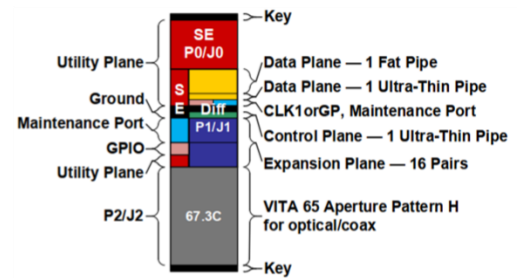 Key
SE
P0/J0
Utility Plane
Data Plane — 1 Fat Pipe
Data Plane — 1 Ultra-Thin Pipe
S
E
Ground
Diff
CLK1orGP, Maintenance Port
Maintenance Port
P1/J1
Control Plane — 1 Ultra-Thin Pipe
GPIO
Expansion Plane — 16 Pairs
Utility Plane
P2/J2
67.3C
VITA 65 Aperture Pattern H
for optical/coax
Key